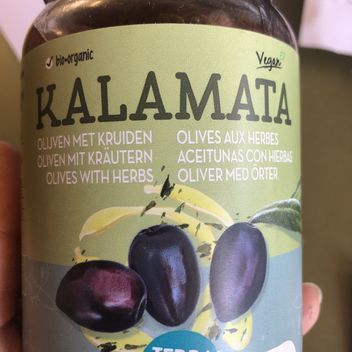 bio-organic
Vegan
KALAMATA
OLIJVEN MET KRUIDEN
OLIVEN MIT KRÄUTERN
OLIVES WITH HERBS
OLIVES AUX HERBES
ACEITUNAS CON HIERBAS
OLIVER MED ÖRTER